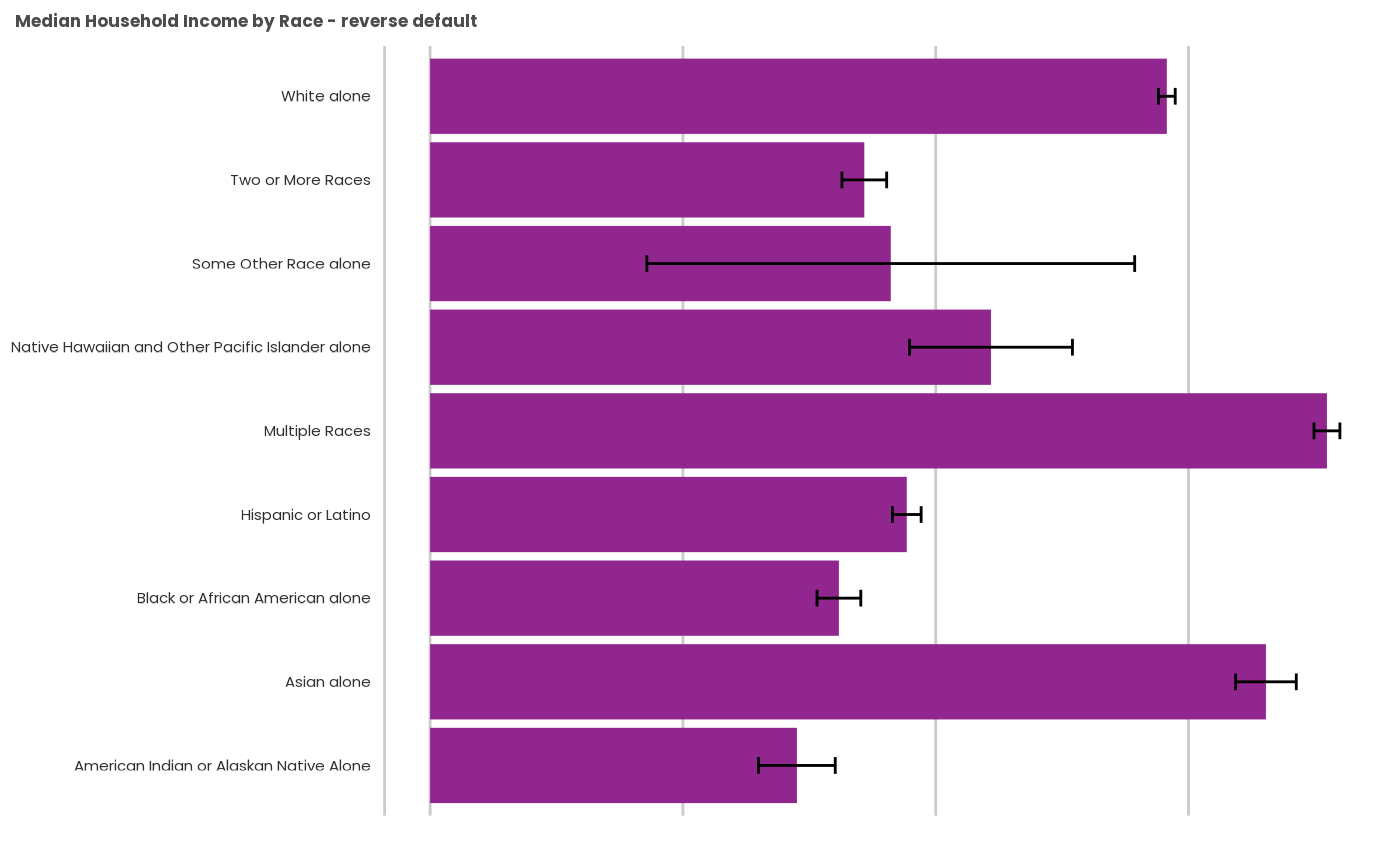 Median Household Income by Race - reverse default
White alone
Two or More Races
Some Other Race alone
Native Hawaiian and Other Pacific Islander alone
Multiple Races
Hispanic or Latino
Black or African American alone
Asian alone
American Indian or Alaskan Native Alone